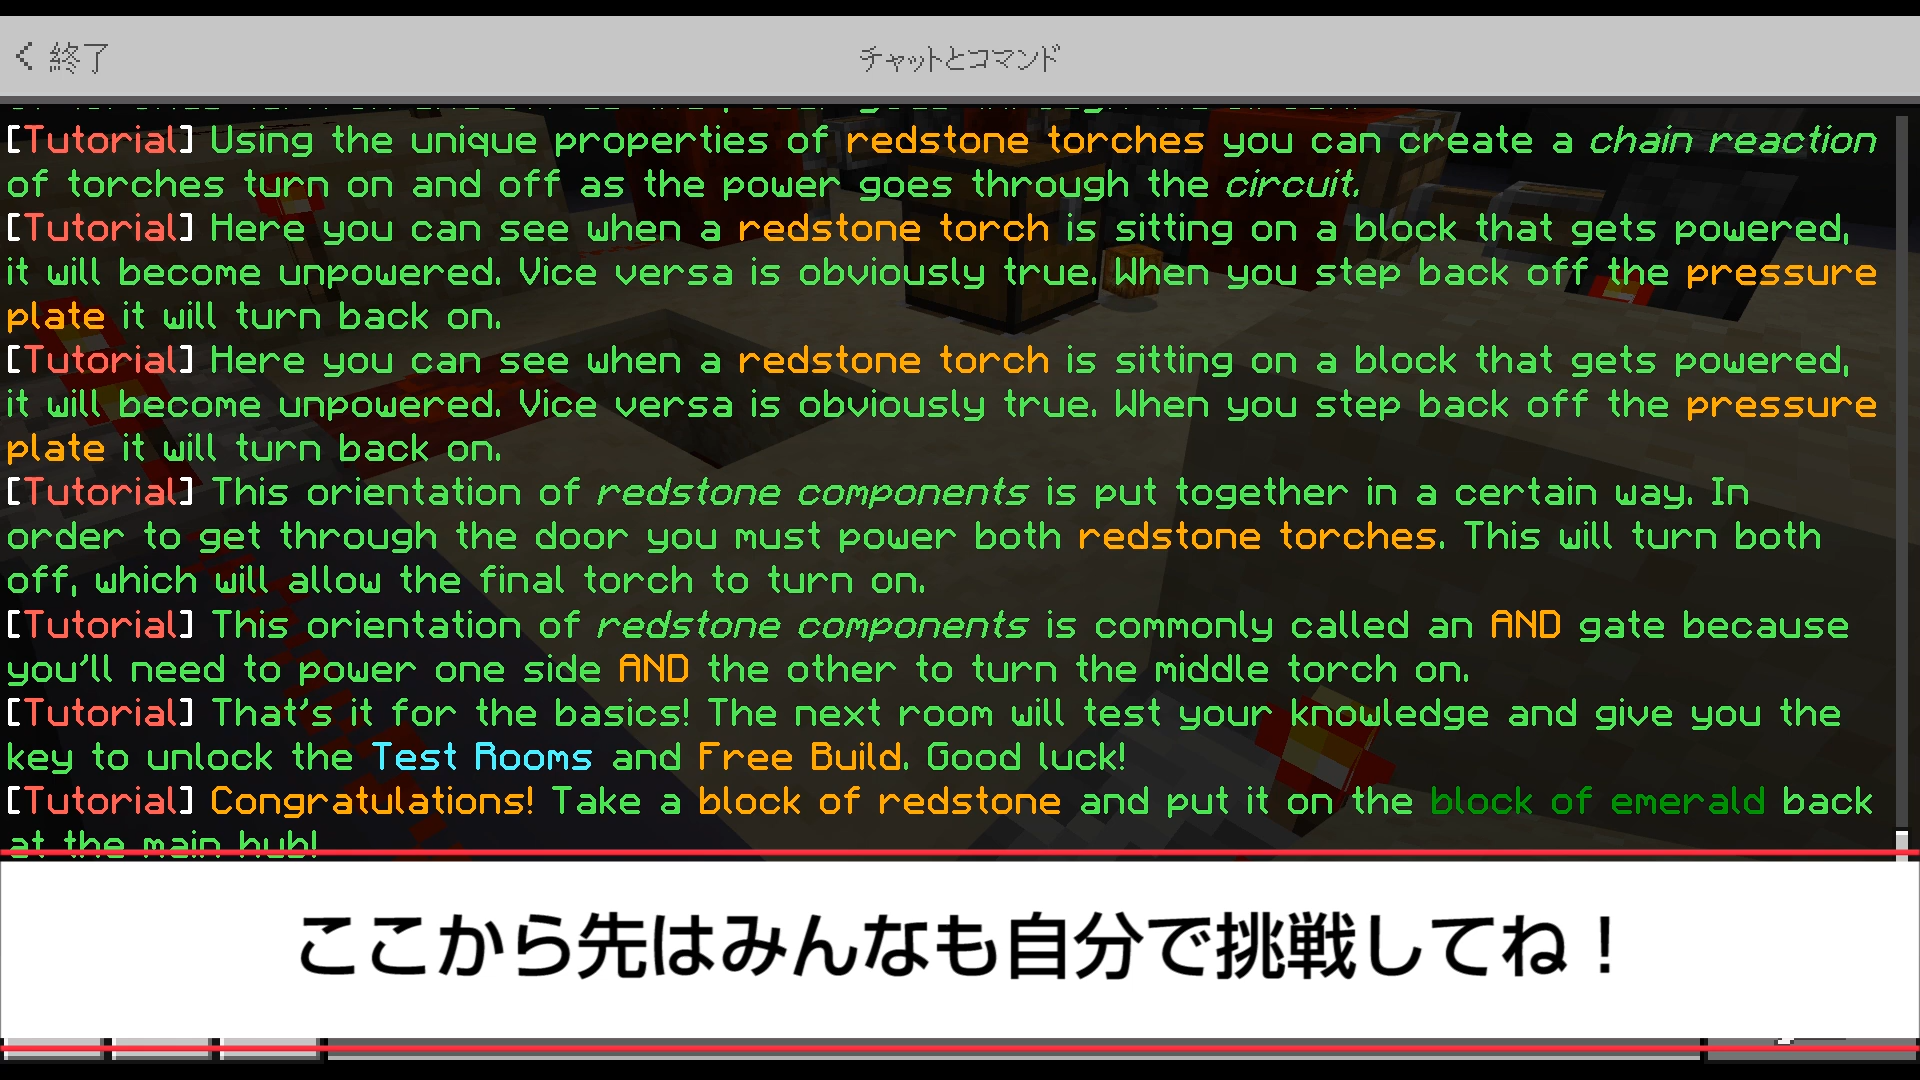 終了
チャットとコマンド
[Tutorial] Using the unique properties of redstone torches you can create a chain reaction
of torches turn on and off as the power goes through the circuit.
[Tutorial] Here you can see when a redstone torch is sitting on a block that gets powered,
it will become unpowered. Vice versa is obviously true. When you step back off the pressure
plate it will turn back on.
[Tutorial] Here you can see when a redstone torch is sitting on a block that gets powered,
it will become unpowered. Vice versa is obviously true. When you step back off the pressure
plate it will turn back on.
[Tutorial] This orientation of redstone components is put together in a certain way. In
order to get through the door you must power both redstone torches. This will turn both
off, which will allow the final torch to turn on.
[Tutorial] This orientation of redstone components is commonly called an AND gate because
you'll need to power one side AND the other to turn the middle torch on.
[Tutorial] That's it for the basics! The next room will test your knowledge and give you the
key to unlock the Test Rooms and Free Build. Good luck!
[Tutorial] Congratulations! Take a block of redstone and put it on the block of emerald back
at the main hub!
ここから先はみんなも自分で挑戦してね！